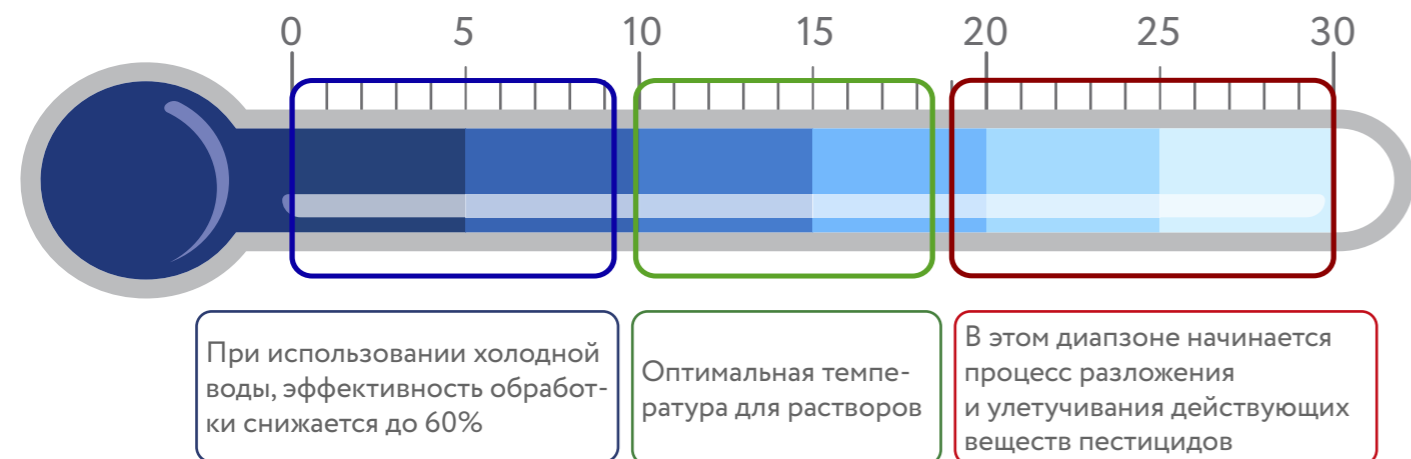 0 5 10 15 20 25 30
При использовании холодной
воды, эффективность обработ-
ки снижается до 60%
Оптимальная темпе-
ратура для растворов
В этом диапзоне начинается
процесс разложения
и улетучивания действующих
веществ пестицидов